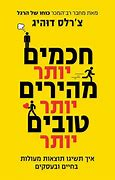 מאת מחבר רב־המכר כוחו של הרגל
צ'רלס דוהיג
חכמים
יותר
מהירים
יותר
טובים
יותר
איך תשיגו תוצאות מעולות
בחיים ובעסקים